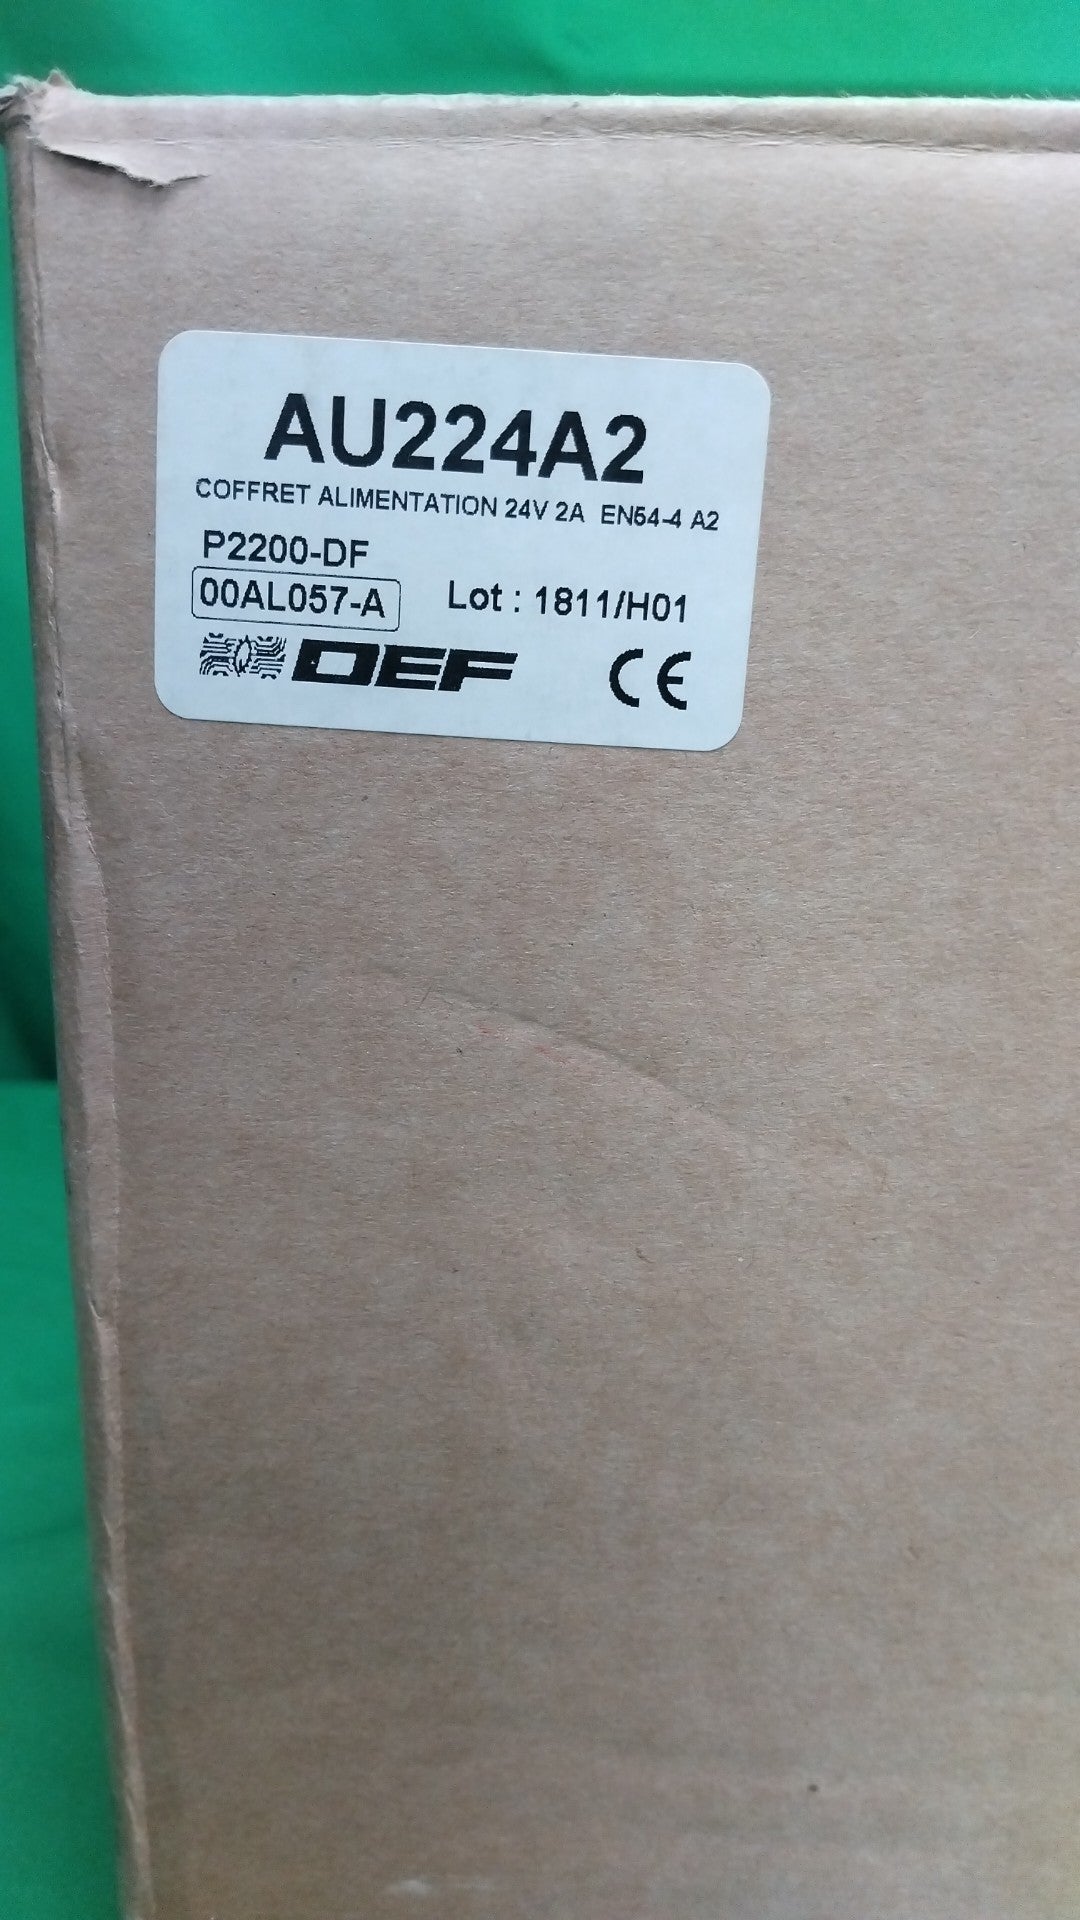 AU224A2
COFFRET ALIMENTATION 24V 2A EN54-4 A2
P2200-DF
00AL057-A Lot : 1811/H01
DEF CE